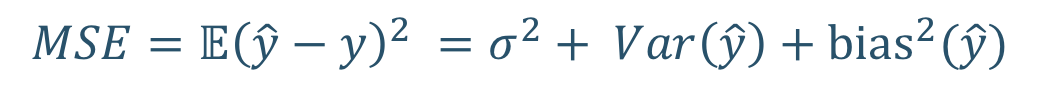 MSE = 𝔼(ŷ − y)² = σ² + Var(ŷ) + bias²(ŷ)